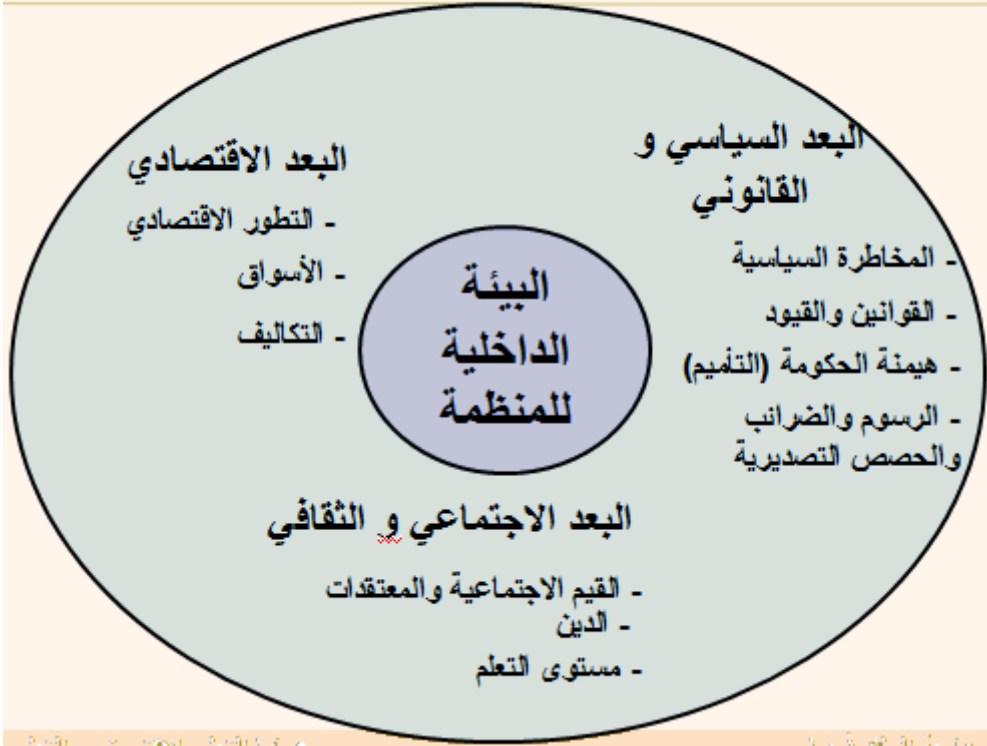 البعد السياسي و
القانوني
- المخاطرة السياسية
- القوانين والقيود
- هيمنة الحكومة (التأميم)
- الرسوم والضرائب
والحصص التصديرية
البعد الاقتصادي
- التطور الاقتصادي
- الأسواق
- التكاليف
البيئة
الداخلية
للمنظمة
البعد الاجتماعي و الثقافي
- القيم الاجتماعية والمعتقدات
- الدين
- مستوى التعلم